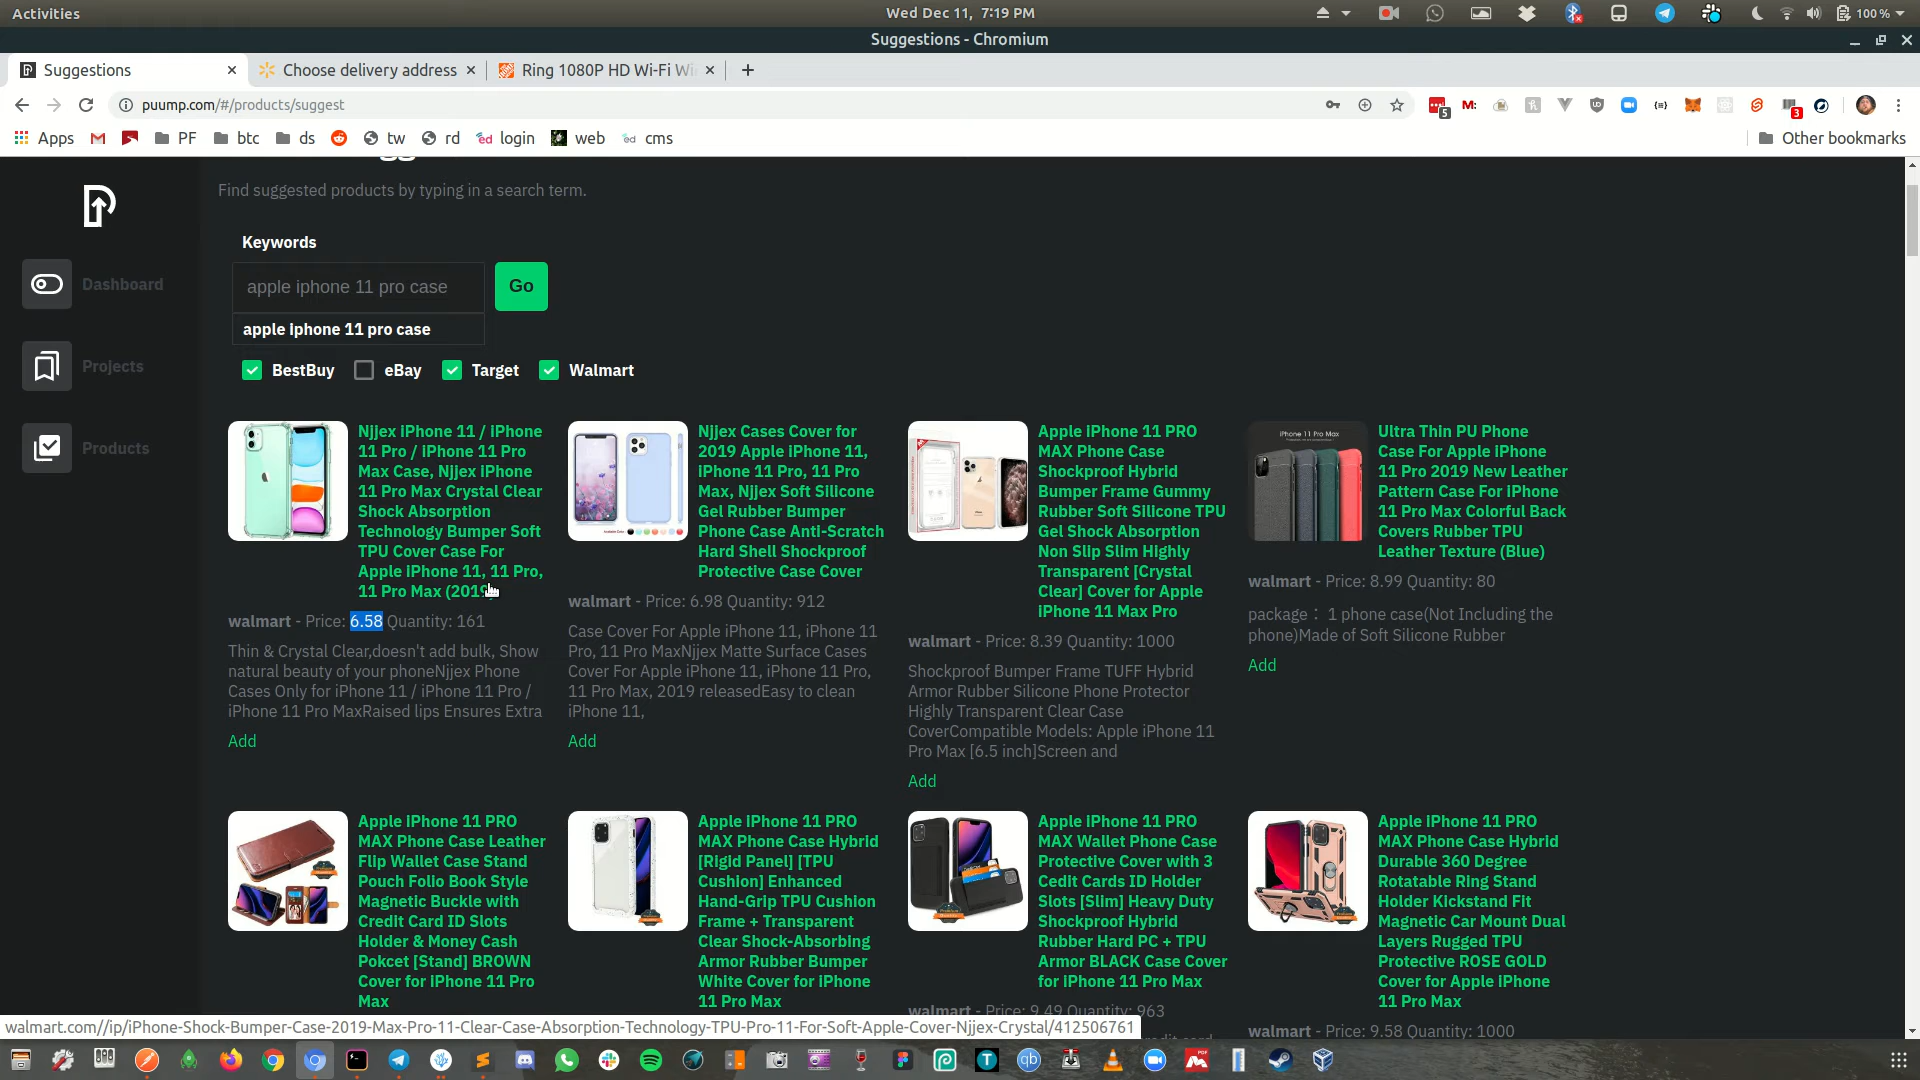 Activities
Wed Dec 11, 7:19 PM
100 %
Suggestions - Chromium
Suggestions
Choose delivery address
Ring 1080P HD Wi-Fi Wi
puump.com/#/products/suggest
5
3
Apps
PF
btc
ds
tw
rd
login
web
cms
Other bookmarks
Find suggested products by typing in a search term.
Dashboard
Projects
Products
Keywords
apple iphone 11 pro case
Go
apple iphone 11 pro case
BestBuy
eBay
Target
Walmart
Njjex iPhone 11 / iPhone
11 Pro / iPhone 11 Pro
Max Case, Njjex iPhone
11 Pro Max Crystal Clear
Shock Absorption
Technology Bumper Soft
TPU Cover Case For
Apple iPhone 11, 11 Pro,
11 Pro Max (2019)
walmart - Price: 6.58 Quantity: 161
Thin & Crystal Clear,doesn't add bulk, Show
natural beauty of your phoneNjjex Phone
Cases Only for iPhone 11 / iPhone 11 Pro /
iPhone 11 Pro MaxRaised lips Ensures Extra
Add
Njjex Cases Cover for
2019 Apple iPhone 11,
iPhone 11 Pro, 11 Pro
Max, Njjex Soft Silicone
Gel Rubber Bumper
Phone Case Anti-Scratch
Hard Shell Shockproof
Protective Case Cover
walmart - Price: 6.98 Quantity: 912
Case Cover For Apple iPhone 11, iPhone 11
Pro, 11 Pro MaxNjjex Matte Surface Cases
Cover For Apple iPhone 11, iPhone 11 Pro,
11 Pro Max, 2019 releasedEasy to clean
iPhone 11,
Add
Apple iPhone 11 PRO
MAX Phone Case
Shockproof Hybrid
Bumper Frame Gummy
Rubber Soft Silicone TPU
Gel Shock Absorption
Non Slip Slim Highly
Transparent [Crystal
Clear] Cover for Apple
iPhone 11 Max Pro
walmart - Price: 8.39 Quantity: 1000
Shockproof Bumper Frame TUFF Hybrid
Armor Rubber Silicone Phone Protector
Highly Transparent Clear Case
CoverCompatible Models: Apple iPhone 11
Pro Max [6.5 inch]Screen and
Add
iPhone 11 Pro Max
Ultra Thin PU Phone
Case For Apple iPhone
11 Pro 2019 New Leather
Pattern Case For iPhone
11 Pro Max Colorful Back
Covers Rubber TPU
Leather Texture (Blue)
walmart - Price: 8.99 Quantity: 80
package：1 phone case(Not Including the
phone)Made of Soft Silicone Rubber
Add
Apple iPhone 11 PRO
MAX Phone Case Leather
Flip Wallet Case Stand
Pouch Folio Book Style
Magnetic Buckle with
Credit Card ID Slots
Holder & Money Cash
Pokcet [Stand] BROWN
Cover for iPhone 11 Pro
Max
Apple iPhone 11 PRO
MAX Phone Case Hybrid
[Rigid Panel] [TPU
Cushion] Enhanced
Hand-Grip TPU Cushion
Frame + Transparent
Clear Shock-Absorbing
Armor Rubber Bumper
White Cover for iPhone
11 Pro Max
Apple iPhone 11 PRO
MAX Wallet Phone Case
Protective Cover with 3
Cedit Cards ID Holder
Slots [Slim] Heavy Duty
Shockproof Hybrid
Rubber Hard PC + TPU
Armor BLACK Case Cover
for iPhone 11 Pro Max
walmart - Price: 9.49 Quantity: 963
Apple iPhone 11 PRO
MAX Phone Case Hybrid
Durable 360 Degree
Rotatable Ring Stand
Holder Kickstand Fit
Magnetic Car Mount Dual
Layers Rugged TPU
Protective ROSE GOLD
Cover for Apple iPhone
11 Pro Max
walmart - Price: 9.58 Quantity: 1000
walmart.com//ip/iPhone-Shock-Bumper-Case-2019-Max-Pro-11-Clear-Case-Absorption-Technology-TPU-Pro-11-For-Soft-Apple-Cover-Njjex-Crystal/412506761